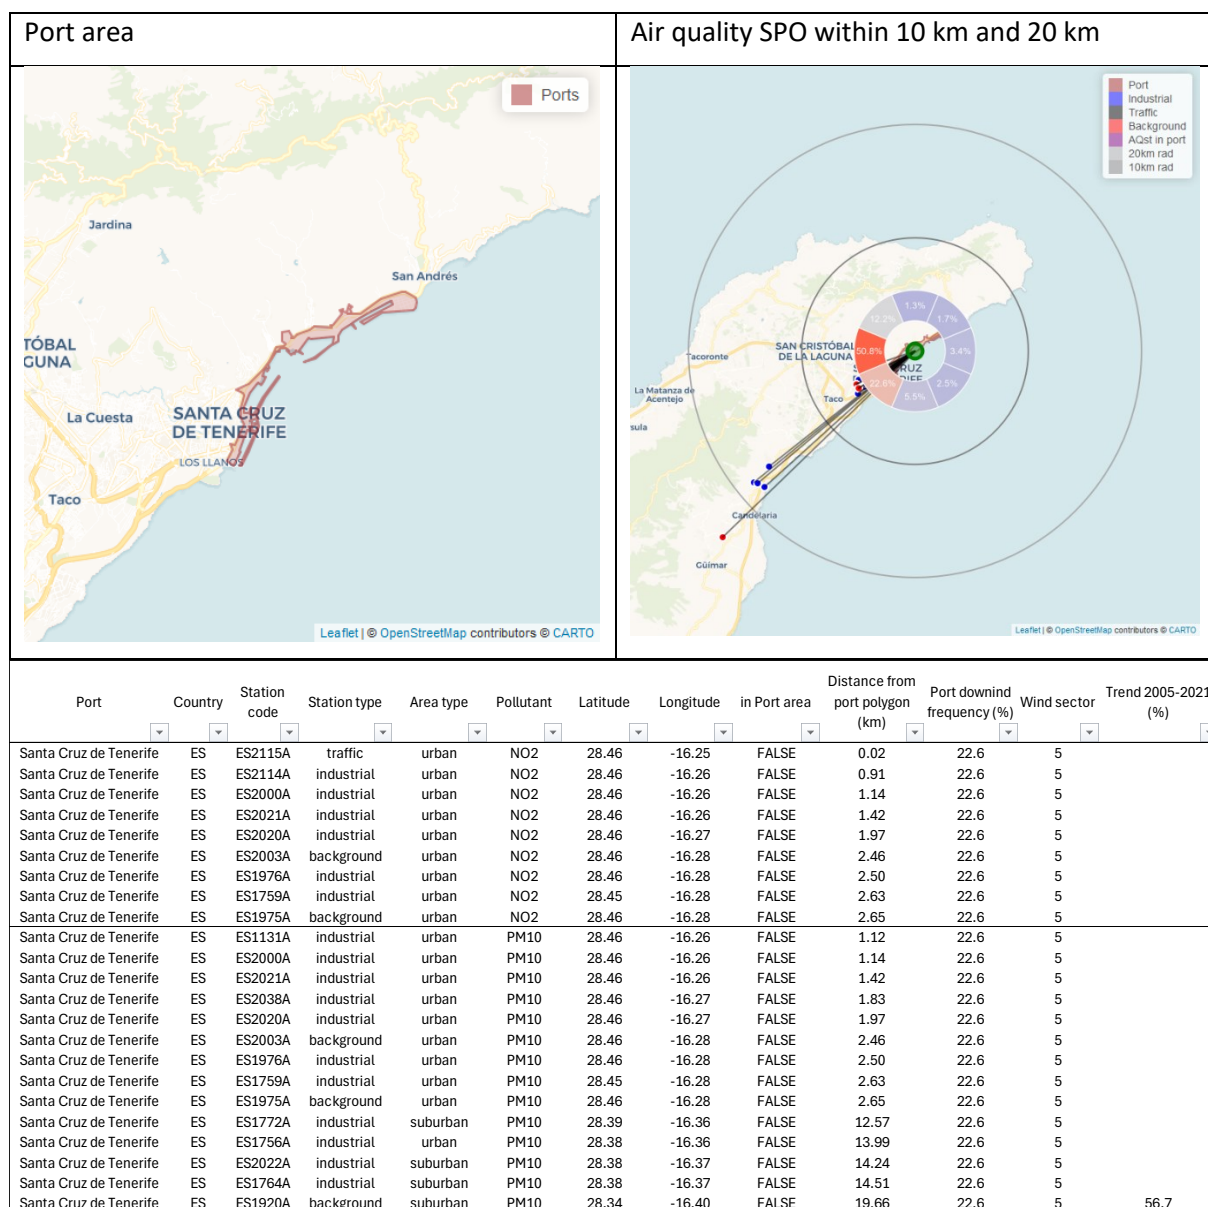 Port area
Air quality SPO within 10 km and 20 km
Ports
Jardina
San Andrés
TÓBAL
GUNA
La Cuesta
SANTA CRUZ
DE TENERIFE
LOS LLANOS
Taco
Leaflet | © OpenStreetMap contributors © CARTO
Port
Industrial
Traffic
Background
AQst in port
20km rad
10km rad
1.3%
12.2%
1.7%
50.8%
3.4%
22.6%
2.5%
5.5%
Tacoronte
SAN CRISTÓBAL
DE LA LAGUNA
RUZ
RIFE
La Matanza de
Acentejo
Taco
sula
Candelaria
Güímar
Leaflet | © OpenStreetMap contributors © CARTO
Port Country Station code Station type Area type Pollutant Latitude Longitude in Port area Distance from port polygon (km) Port downind frequency (%) Wind sector Trend 2005-2021 (%)
Santa Cruz de Tenerife ES ES2115A traffic urban NO2 28.46 -16.25 FALSE 0.02 22.6 5
Santa Cruz de Tenerife ES ES2114A industrial urban NO2 28.46 -16.26 FALSE 0.91 22.6 5
Santa Cruz de Tenerife ES ES2000A industrial urban NO2 28.46 -16.26 FALSE 1.14 22.6 5
Santa Cruz de Tenerife ES ES2021A industrial urban NO2 28.46 -16.26 FALSE 1.42 22.6 5
Santa Cruz de Tenerife ES ES2020A industrial urban NO2 28.46 -16.27 FALSE 1.97 22.6 5
Santa Cruz de Tenerife ES ES2003A background urban NO2 28.46 -16.28 FALSE 2.46 22.6 5
Santa Cruz de Tenerife ES ES1976A industrial urban NO2 28.46 -16.28 FALSE 2.50 22.6 5
Santa Cruz de Tenerife ES ES1759A industrial urban NO2 28.45 -16.28 FALSE 2.63 22.6 5
Santa Cruz de Tenerife ES ES1975A background urban NO2 28.46 -16.28 FALSE 2.65 22.6 5
Santa Cruz de Tenerife ES ES1131A industrial urban PM10 28.46 -16.26 FALSE 1.12 22.6 5
Santa Cruz de Tenerife ES ES2000A industrial urban PM10 28.46 -16.26 FALSE 1.14 22.6 5
Santa Cruz de Tenerife ES ES2021A industrial urban PM10 28.46 -16.26 FALSE 1.42 22.6 5
Santa Cruz de Tenerife ES ES2038A industrial urban PM10 28.46 -16.27 FALSE 1.83 22.6 5
Santa Cruz de Tenerife ES ES2020A industrial urban PM10 28.46 -16.27 FALSE 1.97 22.6 5
Santa Cruz de Tenerife ES ES2003A background urban PM10 28.46 -16.28 FALSE 2.46 22.6 5
Santa Cruz de Tenerife ES ES1976A industrial urban PM10 28.46 -16.28 FALSE 2.50 22.6 5
Santa Cruz de Tenerife ES ES1759A industrial urban PM10 28.45 -16.28 FALSE 2.63 22.6 5
Santa Cruz de Tenerife ES ES1975A background urban PM10 28.46 -16.28 FALSE 2.65 22.6 5
Santa Cruz de Tenerife ES ES1772A industrial suburban PM10 28.39 -16.36 FALSE 12.57 22.6 5
Santa Cruz de Tenerife ES ES1756A industrial urban PM10 28.38 -16.36 FALSE 13.99 22.6 5
Santa Cruz de Tenerife ES ES2022A industrial suburban PM10 28.38 -16.37 FALSE 14.24 22.6 5
Santa Cruz de Tenerife ES ES1764A industrial suburban PM10 28.38 -16.37 FALSE 14.51 22.6 5
Santa Cruz de Tenerife ES ES1920A background suburban PM10 28.34 -16.40 FALSE 19.66 22.6 5 56.7